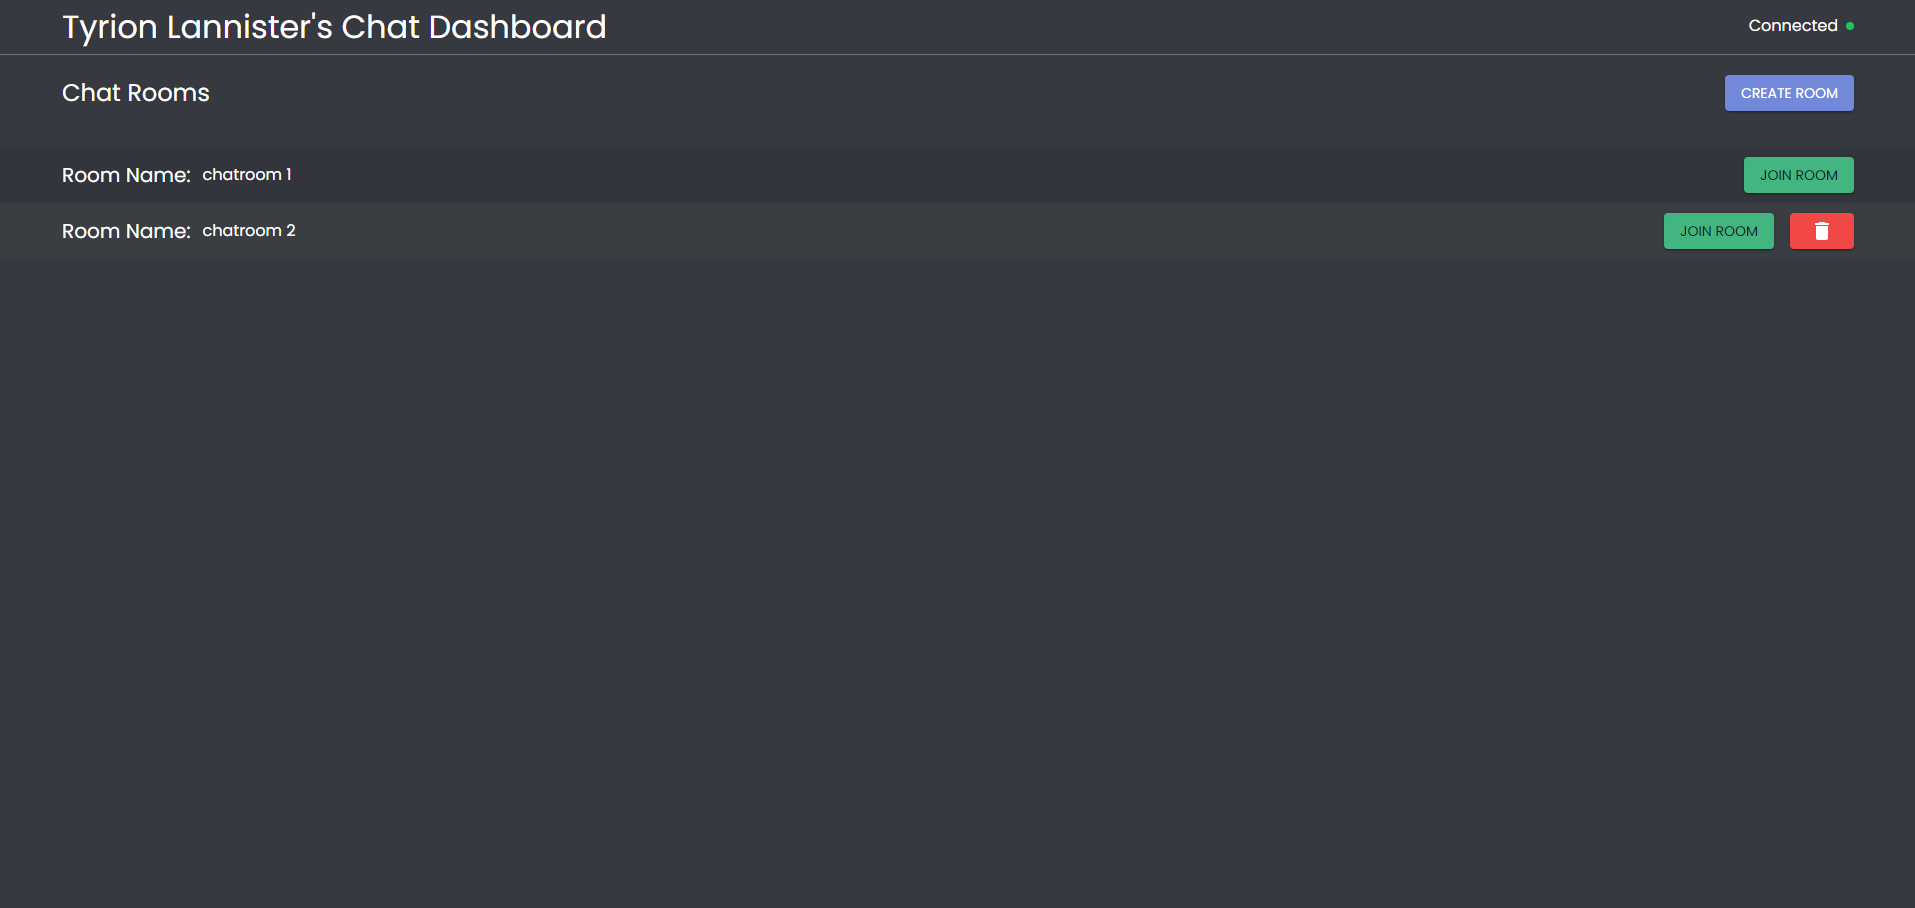 Tyrion Lannister's Chat Dashboard
Connected
Chat Rooms
CREATE ROOM
Room Name: chatroom 1
JOIN ROOM
Room Name: chatroom 2
JOIN ROOM